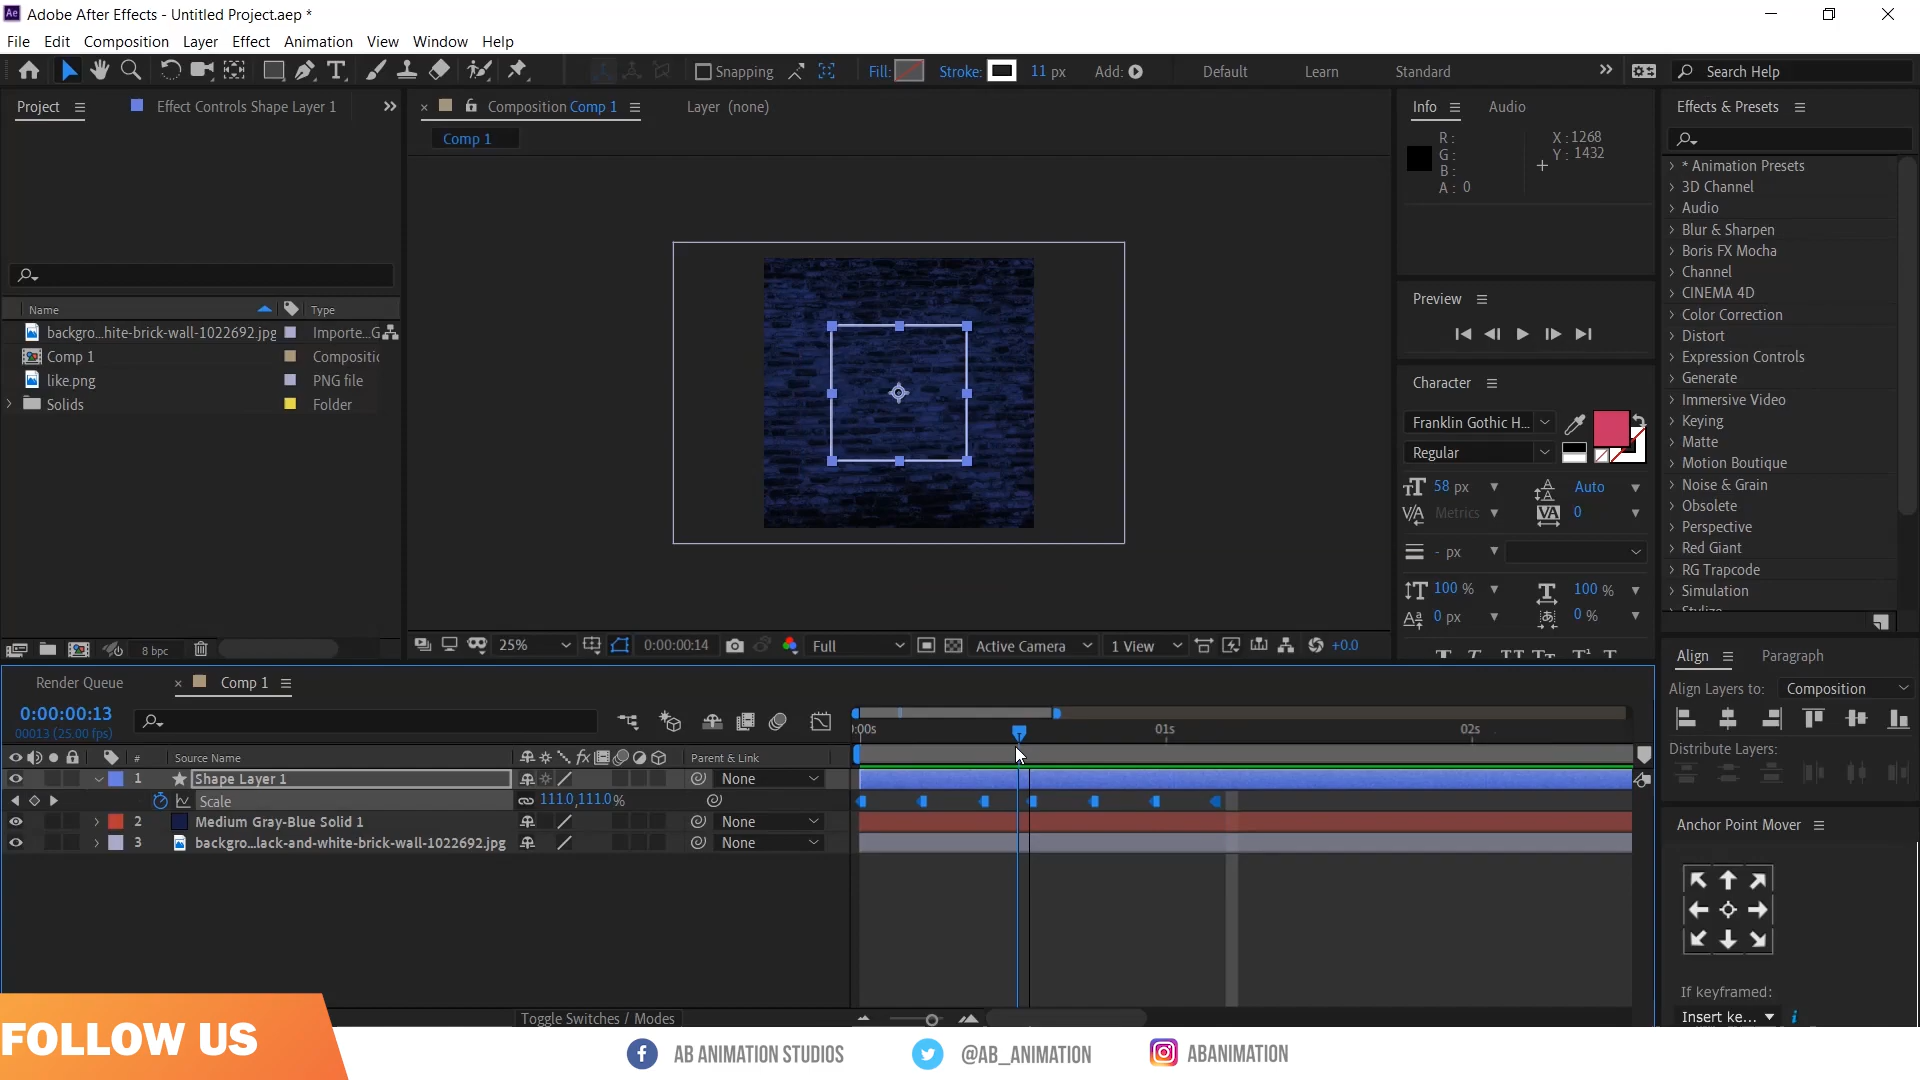 Adobe After Effects - Untitled Project.aep *
File Edit Composition Layer Effect Animation View Window Help
Snapping Fill: Stroke: 11 px Add: Default Learn Standard Search Help
Project Effect Controls Shape Layer 1
Composition Comp 1 Layer (none)
Comp 1
Info Audio
R :
G :
B :
A : 0
X : 1268
Y : 1432
Effects & Presets
* Animation Presets
3D Channel
Audio
Blur & Sharpen
Boris FX Mocha
Channel
CINEMA 4D
Color Correction
Distort
Expression Controls
Generate
Immersive Video
Keying
Matte
Motion Boutique
Noise & Grain
Obsolete
Perspective
Red Giant
RG Trapcode
Simulation
Name Type
backgro...hite-brick-wall-1022692.jpg Importe...G
Comp 1 Compositic
like.png PNG file
Solids Folder
Preview
Character
Franklin Gothic H...
Regular
58 px Auto
Metrics 0
- px
100 % 100 %
0 px 0 %
8 bpc
25% 0:00:00:14 Full Active Camera 1 View +0.0
Align Paragraph
Align Layers to: Composition
Distribute Layers:
Anchor Point Mover
If keyframed:
Insert ke...
Render Queue Comp 1
0:00:00:13
00013 (25.00 fps)
:00s 01s 02s
# Source Name Parent & Link
1 Shape Layer 1 None
Scale 111.0,111.0%
2 Medium Gray-Blue Solid 1 None
3 backgro...lack-and-white-brick-wall-1022692.jpg None
Toggle Switches / Modes
FOLLOW US
AB ANIMATION STUDIOS @AB_ANIMATION ABANIMATION